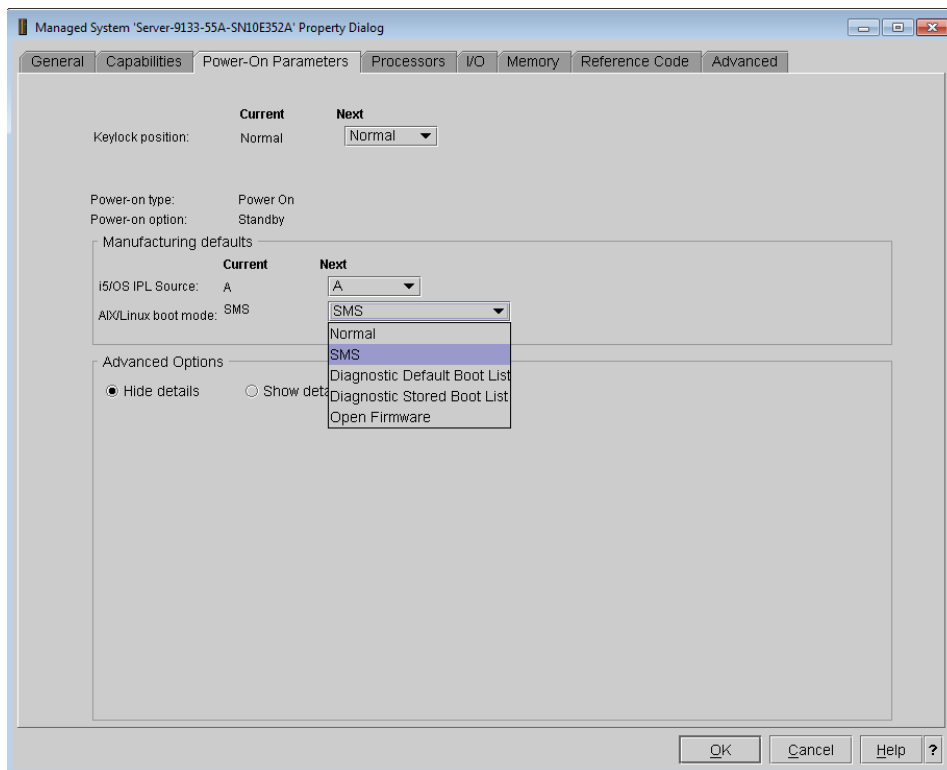 Managed System 'Server-9133-55A-SN10E352A' Property Dialog
General Capabilities Power-On Parameters Processors I/O Memory Reference Code Advanced
Current Next
Keylock position: Normal Normal
Power-on type: Power On
Power-on option: Standby
Manufacturing defaults
Current Next
i5/OS IPL Source: A A
AIX/Linux boot mode: SMS SMS
Normal
SMS
Diagnostic Default Boot List
Diagnostic Stored Boot List
Open Firmware
Advanced Options
Hide details Show deta
OK Cancel Help ?